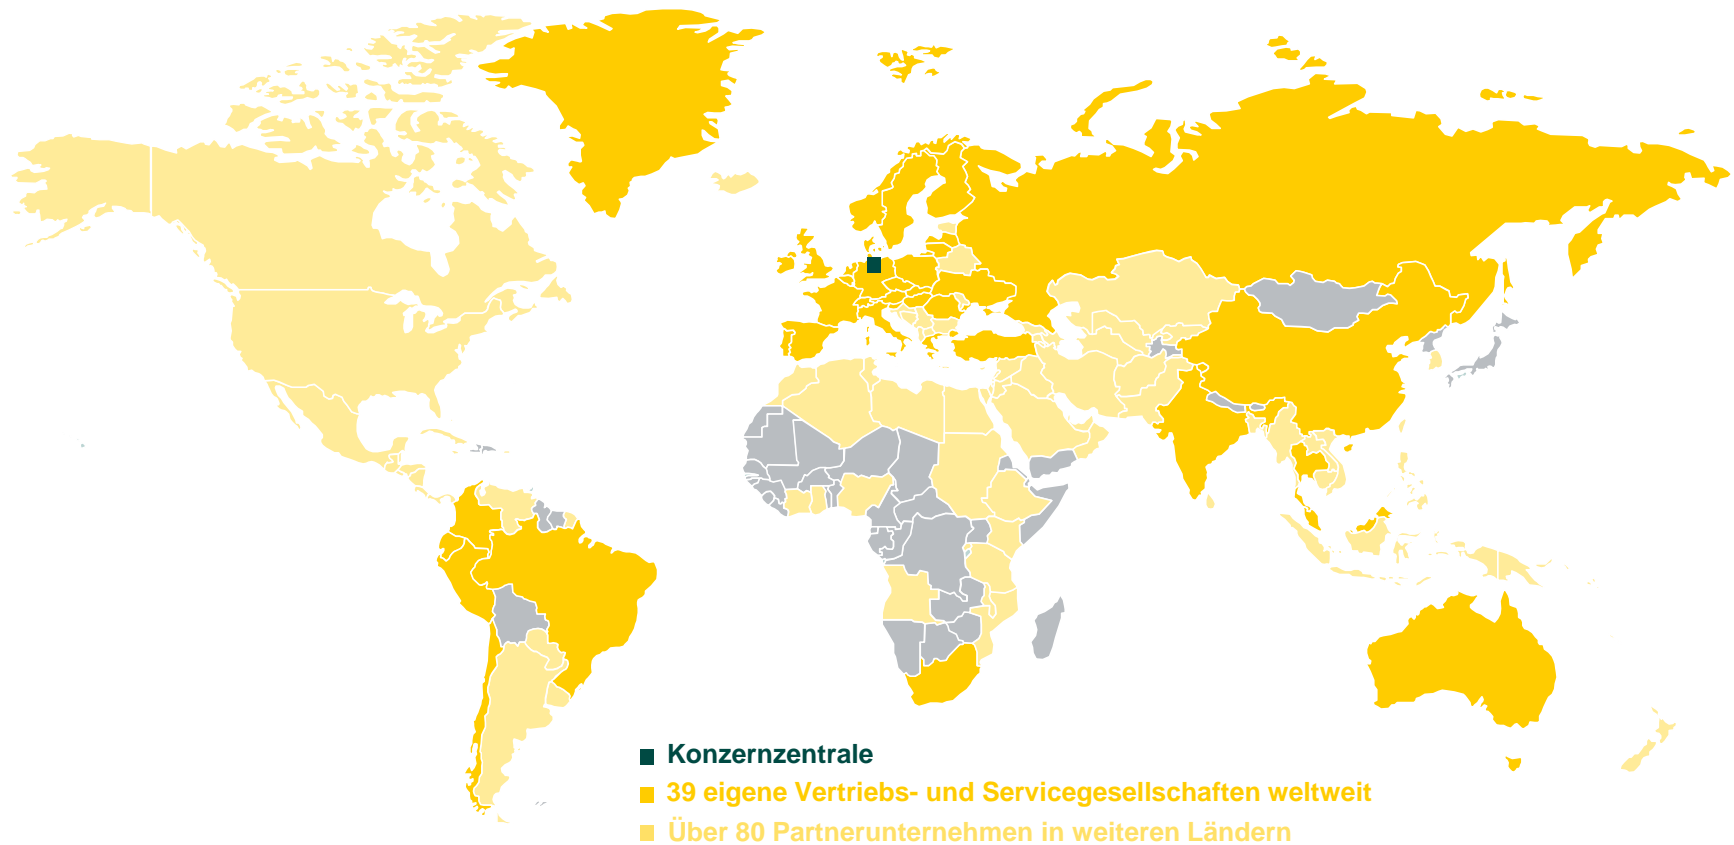 Konzernzentrale
39 eigene Vertriebs- und Servicegesellschaften weltweit
Über 80 Partnerunternehmen in weiteren Ländern